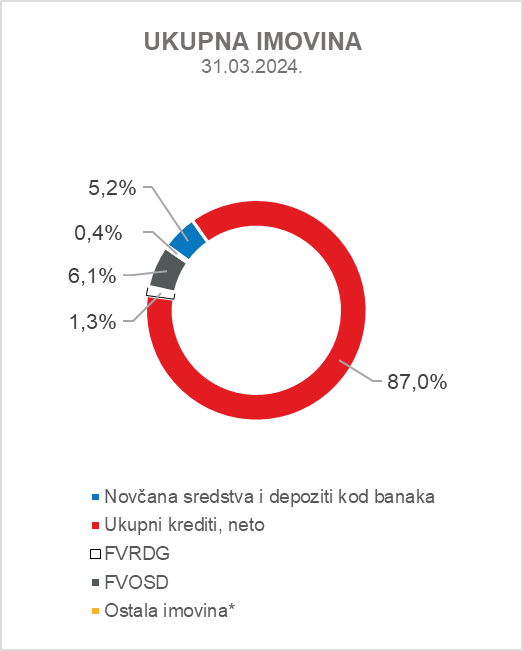 UKUPNA IMOVINA
31.03.2024.
5,2%
0,4%
6,1%
1,3%
87,0%
Novčana sredstva i depoziti kod banaka
Ukupni krediti, neto
FVRDG
FVOSD
Ostala imovina*